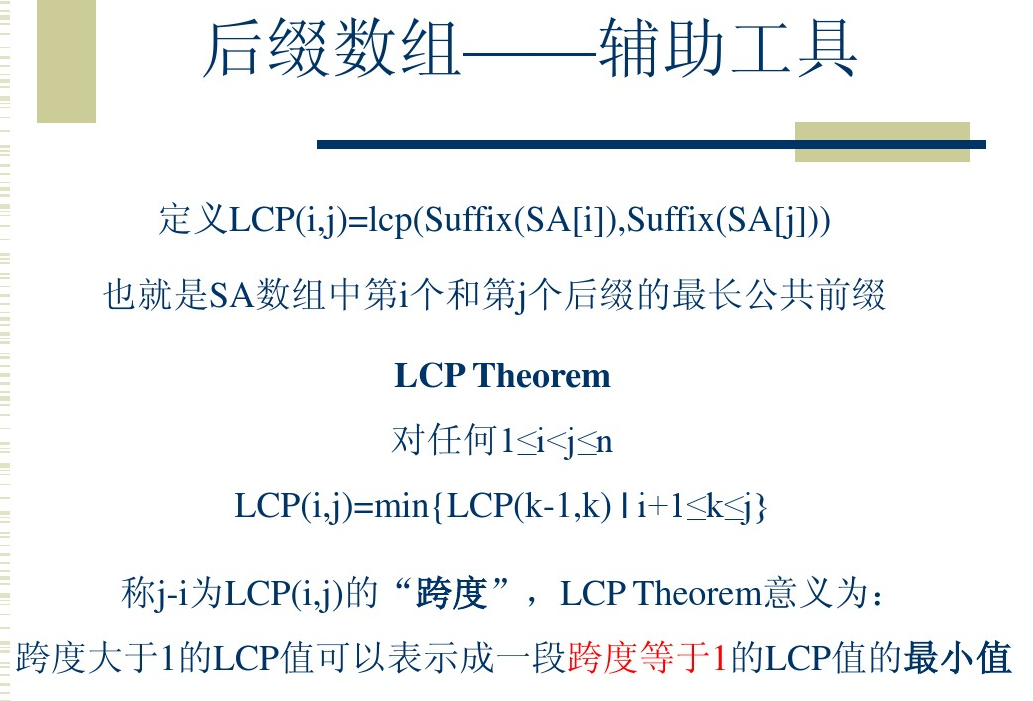 后缀数组——辅助工具
定义LCP(i,j)=lcp(Suffix(SA[i]),Suffix(SA[j]))
也就是SA数组中第i个和第j个后缀的最长公共前缀
LCP Theorem
对任何1≤i<j≤n
LCP(i,j)=min{LCP(k-1,k) | i+1≤k≤j}
称j-i为LCP(i,j)的“跨度”，LCP Theorem意义为：
跨度大于1的LCP值可以表示成一段跨度等于1的LCP值的最小值